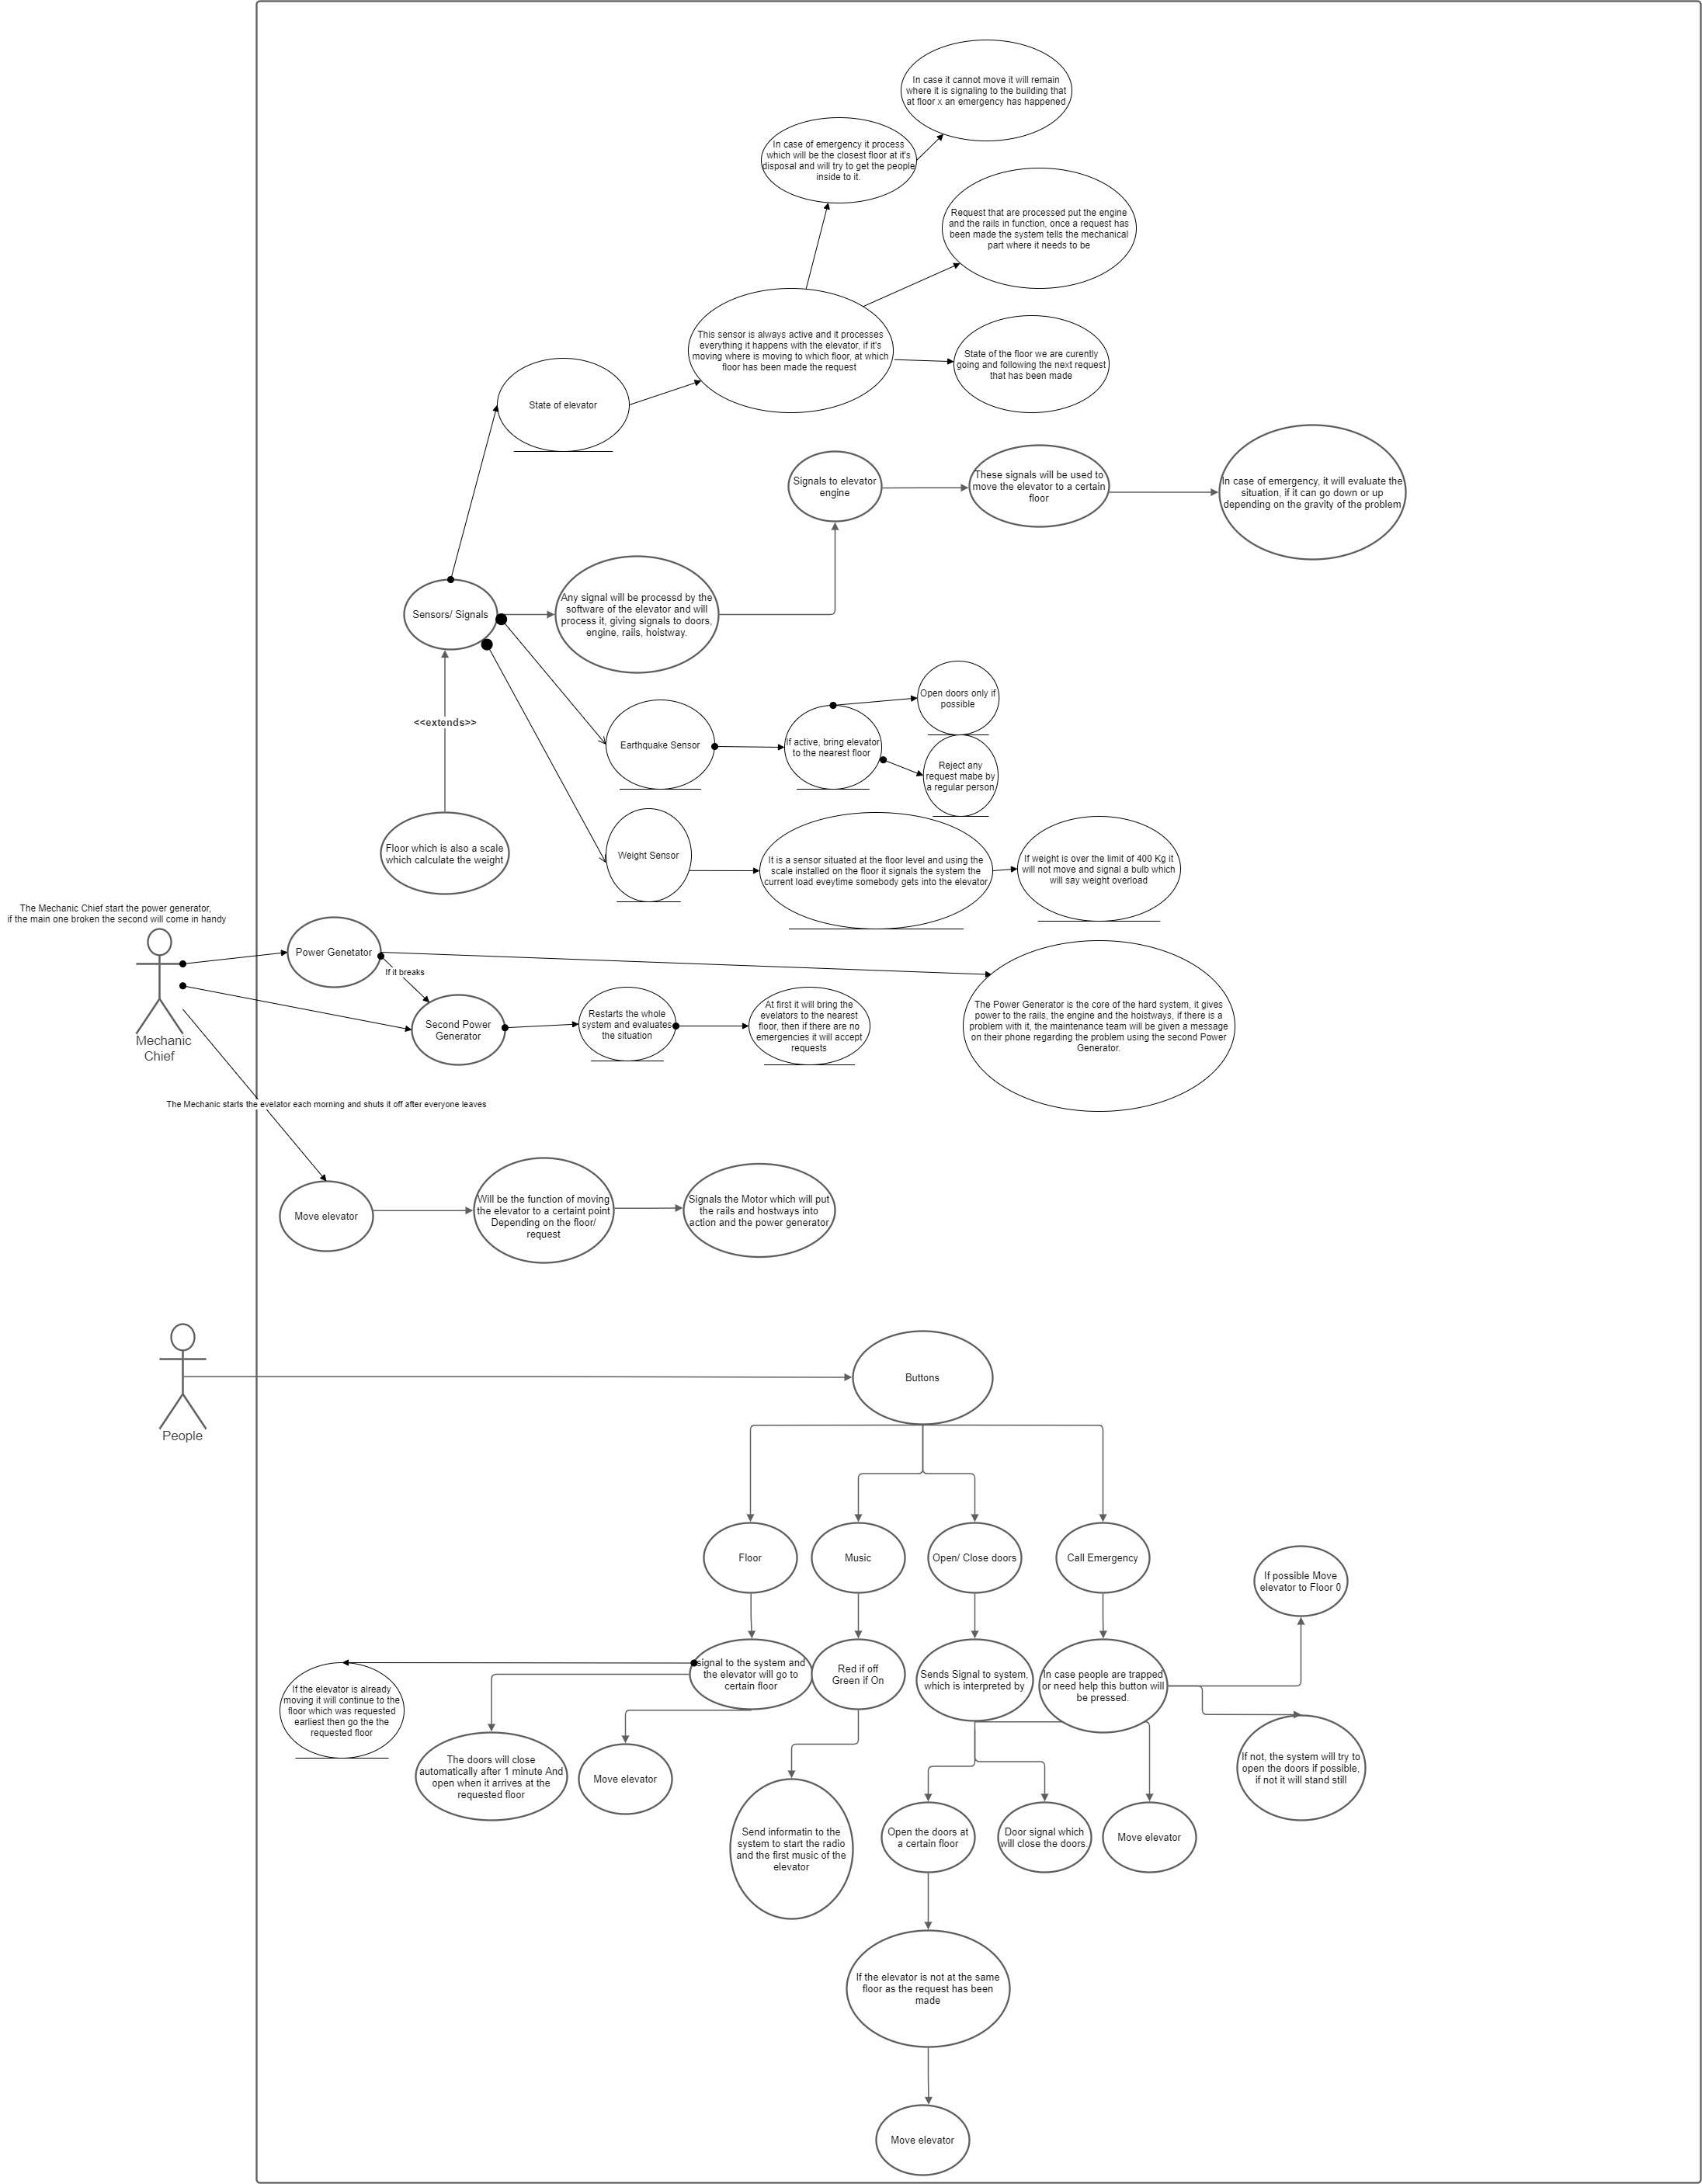 In case it cannot move it will remain
where it is signaling to the building that
at floor x an emergency has happened
In case of emergency it process
which will be the closest floor at it's
disposal and will try to get the people
inside to it.
Request that are processed put the engine
and the rails in function, once a request has
been made the system tells the mechanical
part where it needs to be
This sensor is always active and it processes
everything it happens with the elevator, if it's
moving where is moving to which floor, at which
floor has been made the request
State of the floor we are curently
going and following the next request
that has been made
State of elevator
Signals to elevator
engine
These signals will be used to
move the elevator to a certain
floor
In case of emergency, it will evaluate the
situation, if it can go down or up
depending on the gravity of the problem
Sensors/ Signals
Any signal will be processd by the
software of the elevator and will
process it, giving signals to doors,
engine, rails, hoistway.
<<extends>>
Earthquake Sensor
If active, bring elevator
to the nearest floor
Open doors only if
possible
Reject any
request mabe by
a regular person
Floor which is also a scale
which calculate the weight
Weight Sensor
It is a sensor situated at the floor level and using the
scale installed on the floor it signals the system the
current load eveytime somebody gets into the elevator
If weight is over the limit of 400 Kg it
will not move and signal a bulb which
will say weight overload
The Mechanic Chief start the power generator,
if the main one broken the second will come in handy
Mechanic
Chief
Power Genetator
If it breaks
Second Power
Generator
Restarts the whole
system and evaluates
the situation
At first it will bring the
evelators to the nearest
floor, then if there are no
emergencies it will accept
requests
The Power Generator is the core of the hard system, it gives
power to the rails, the engine and the hoistways, if there is a
problem with it, the maintenance team will be given a message
on their phone regarding the problem using the second Power
Generator.
The Mechanic starts the evelator each morning and shuts it off after everyone leaves
Move elevator
Will be the function of moving
the elevator to a certaint point
Depending on the floor/
request
Signals the Motor which will put
the rails and hostways into
action and the power generator
People
Buttons
Floor
Music
Open/ Close doors
Call Emergency
If possible Move
elevator to Floor 0
signal to the system and
the elevator will go to
certain floor
Red if off
Green if On
Sends Signal to system,
which is interpreted by
In case people are trapped
or need help this button will
be pressed.
If the elevator is already
moving it will continue to the
floor which was requested
earliest then go the the
requested floor
The doors will close
automatically after 1 minute And
open when it arrives at the
requested floor
Move elevator
If not, the system will try to
open the doors if possible,
if not it will stand still
Send informatin to the
system to start the radio
and the first music of the
elevator
Open the doors at
a certain floor
Door signal which
will close the doors.
Move elevator
If the elevator is not at the same
floor as the request has been
made
Move elevator